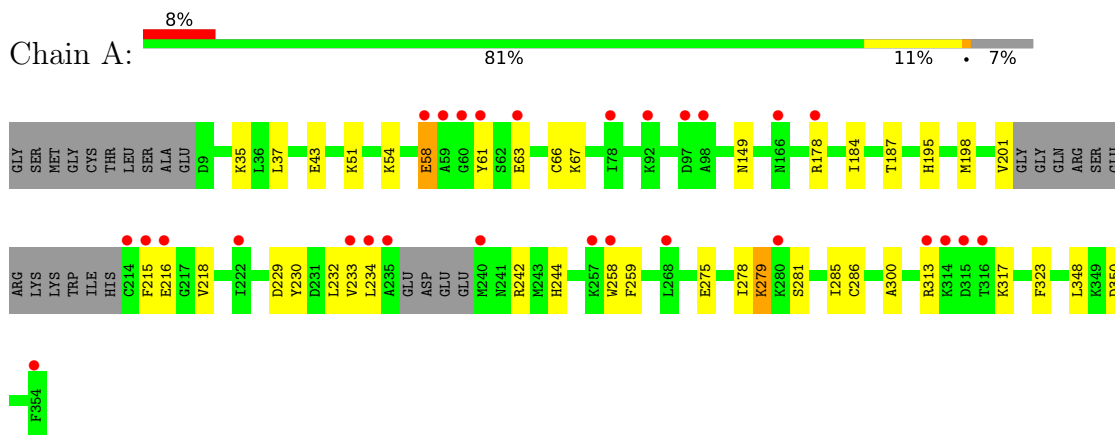 8%
Chain A:
81% 11% • 7%
GLY SER MET GLY CYS THR LEU SER ALA GLU D9 K35 L36 L37 E43 K51 K54 E58 A59 G60 Y61 S62 E63 C66 K67 I78 K92 D97 A98 N149 N166 R178 I184 T187 H195 M198 V201 GLY GLY GLN ARG SER GLU
ARG LYS LYS TRP ILE HIS C214 F215 E216 G217 V218 I222 D229 Y230 D231 L232 V233 L234 A235 GLU ASP GLU GLU M240 N241 R242 M243 H244 K257 W258 F259 L268 E275 I278 K279 K280 S281 I285 C286 A300 R313 K314 D315 T316 K317 F323 L348 K349 D350
F354